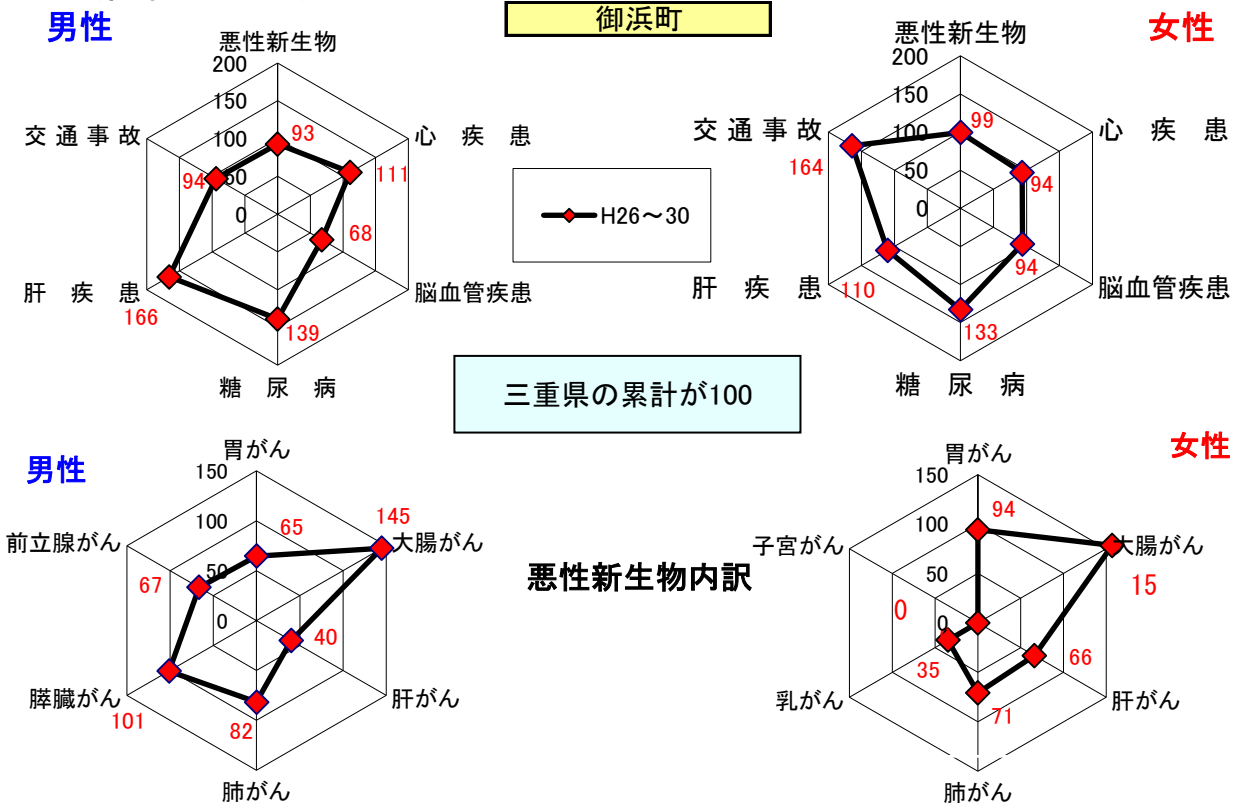 御浜町
男性
悪性新生物
200
150
100
50
0
交通事故
心疾患
93
111
94
68
肝疾患
脳血管疾患
166
139
糖尿病
H26～30
女性
悪性新生物
200
150
100
50
0
交通事故
心疾患
99
164
94
94
肝疾患
脳血管疾患
110
133
糖尿病
三重県の累計が100
男性
胃がん
150
100
50
0
145
65
前立腺がん
大腸がん
67
40
膵臓がん
肝がん
101
82
肺がん
悪性新生物内訳
女性
胃がん
150
100
50
0
94
子宮がん
大腸がん
15
0
66
35
乳がん
肝がん
71
肺がん